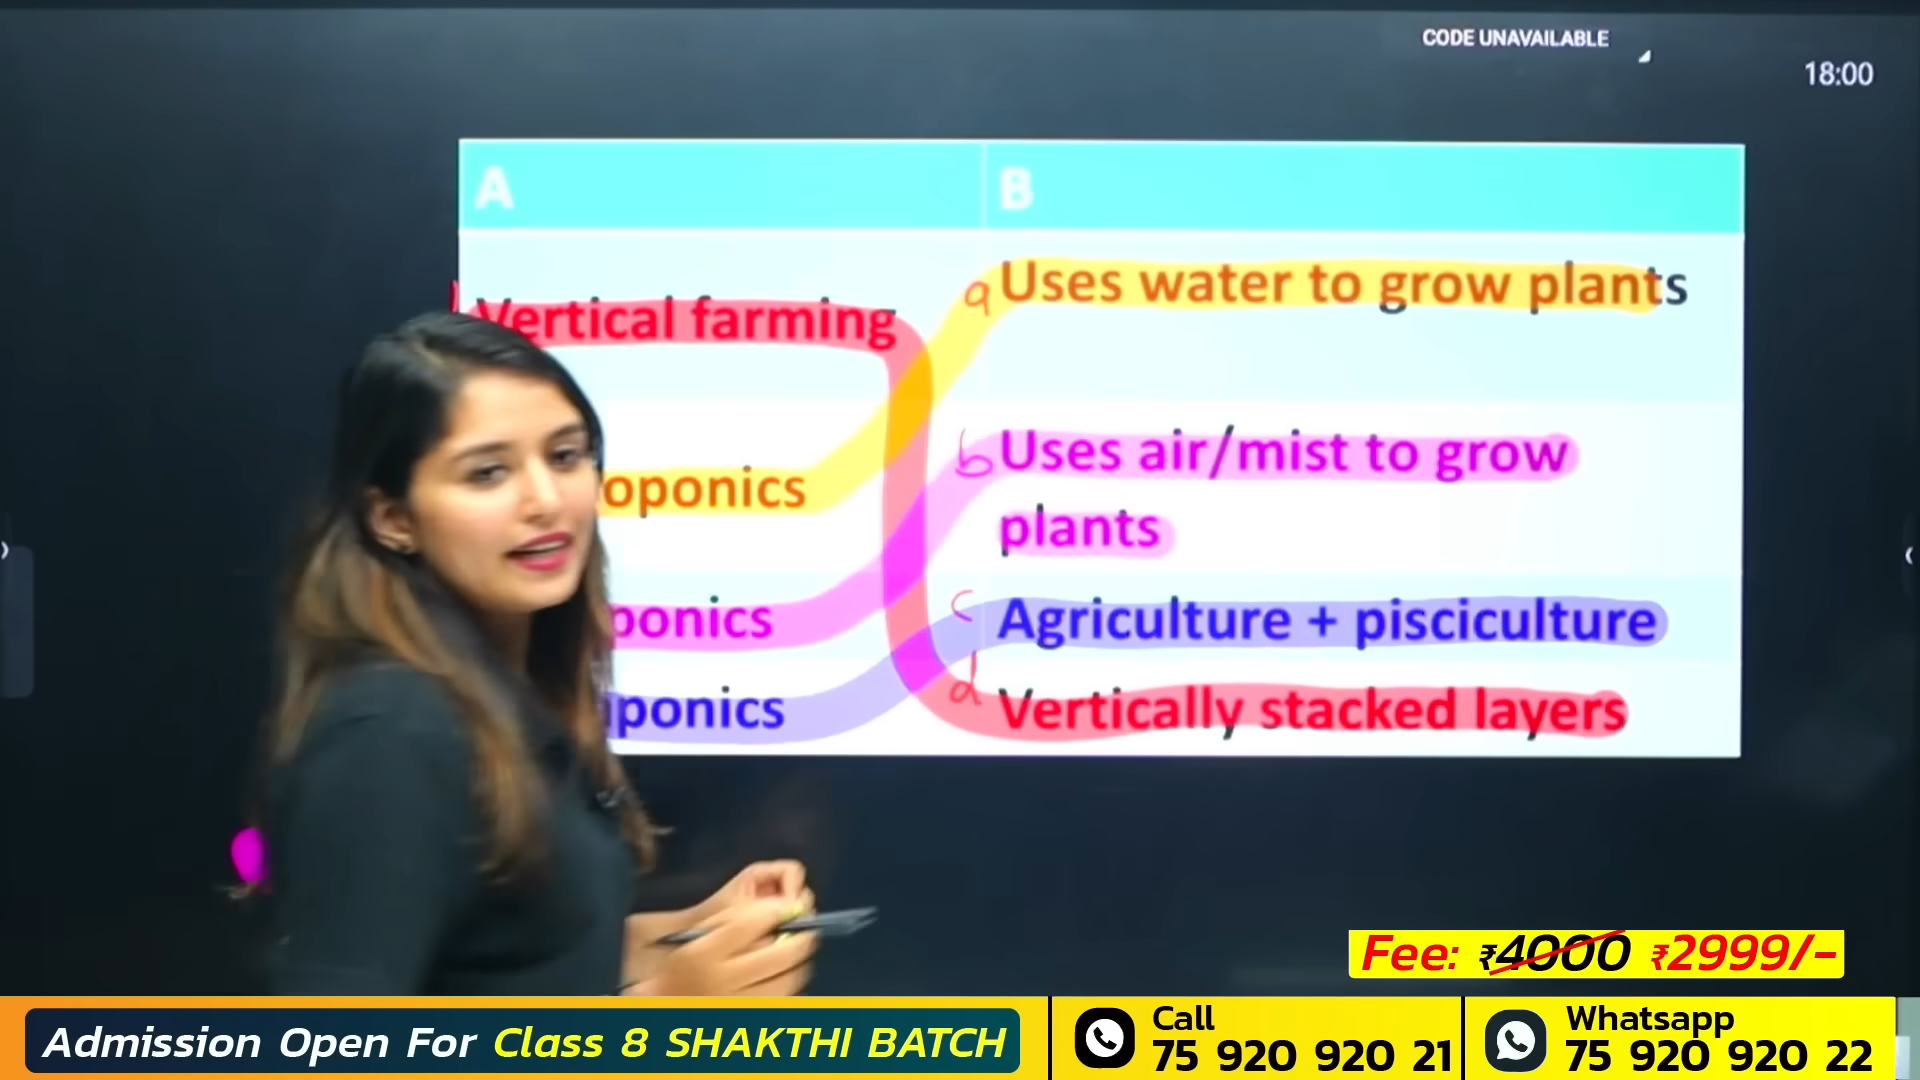 CODE UNAVAILABLE
18:00
A
B
Vertical farming
a
Uses water to grow plants
oponics
b
Uses air/mist to grow
plants
ponics
c
Agriculture + pisciculture
ponics
d
Vertically stacked layers
Fee: ₹4000 ₹2999/-
Admission Open For Class 8 SHAKTHI BATCH
Call
75 920 920 21
Whatsapp
75 920 920 22